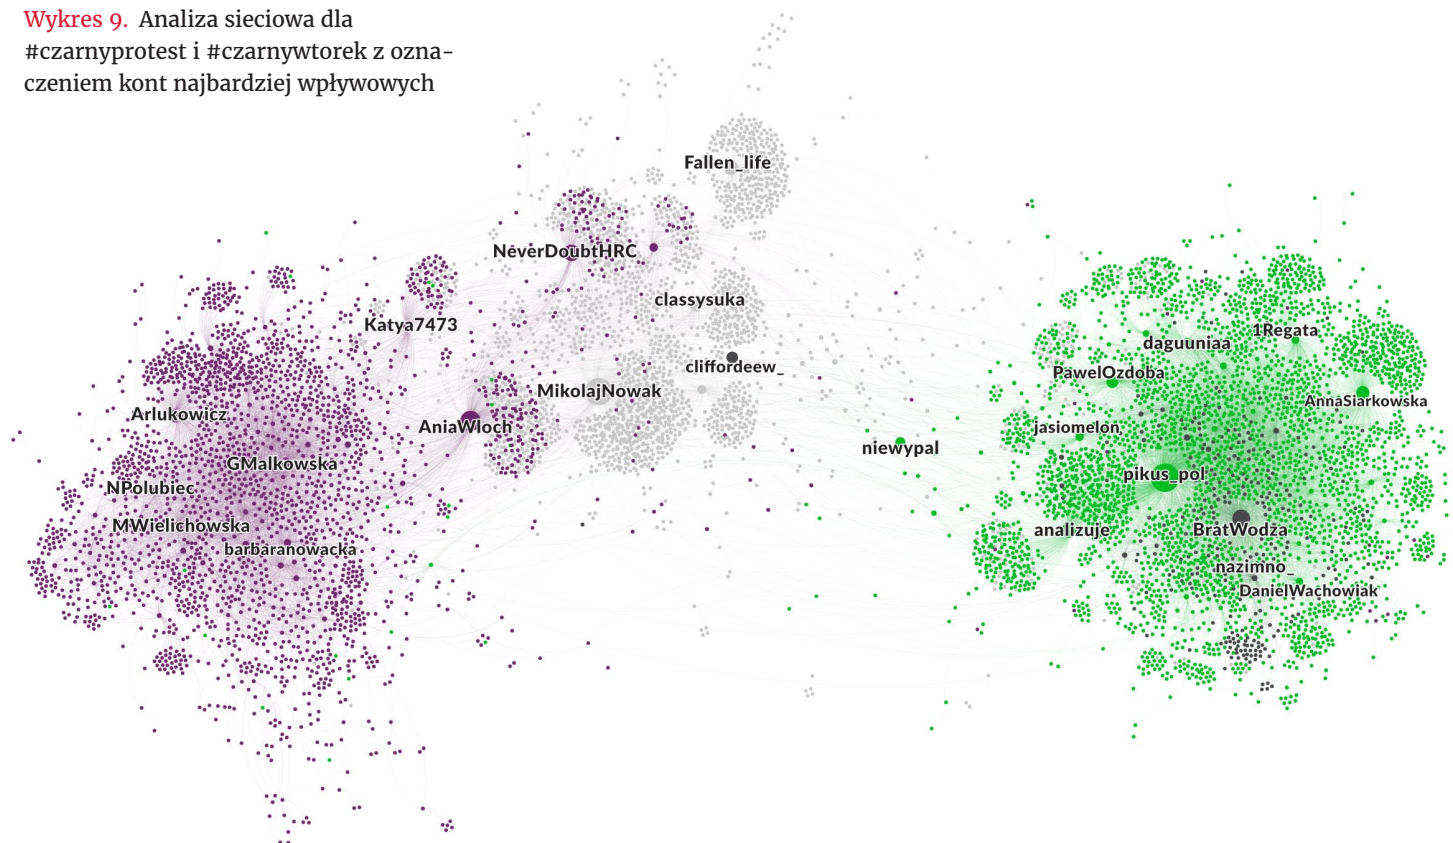 Wykres 9. Analiza sieciowa dla
#czarnyprotest i #czarnywtorek z ozna-
czeniem kont najbardziej wpływowych
Fallen_life
NeverDoubtHRC
classysuka
Katya7473
cliffordeew_
MikolajNowak
Arlukowicz
AniaWloch
GMalkowska
NPolubiec
MWielichowska
barbaranowacka
niewypal
1Regata
daguuniaa
PawelOzdoba
AnnaSiarkowska
jasiomelon
pikus_pol
analizuje
BratWodza
nazimno_
DanielWachowiak